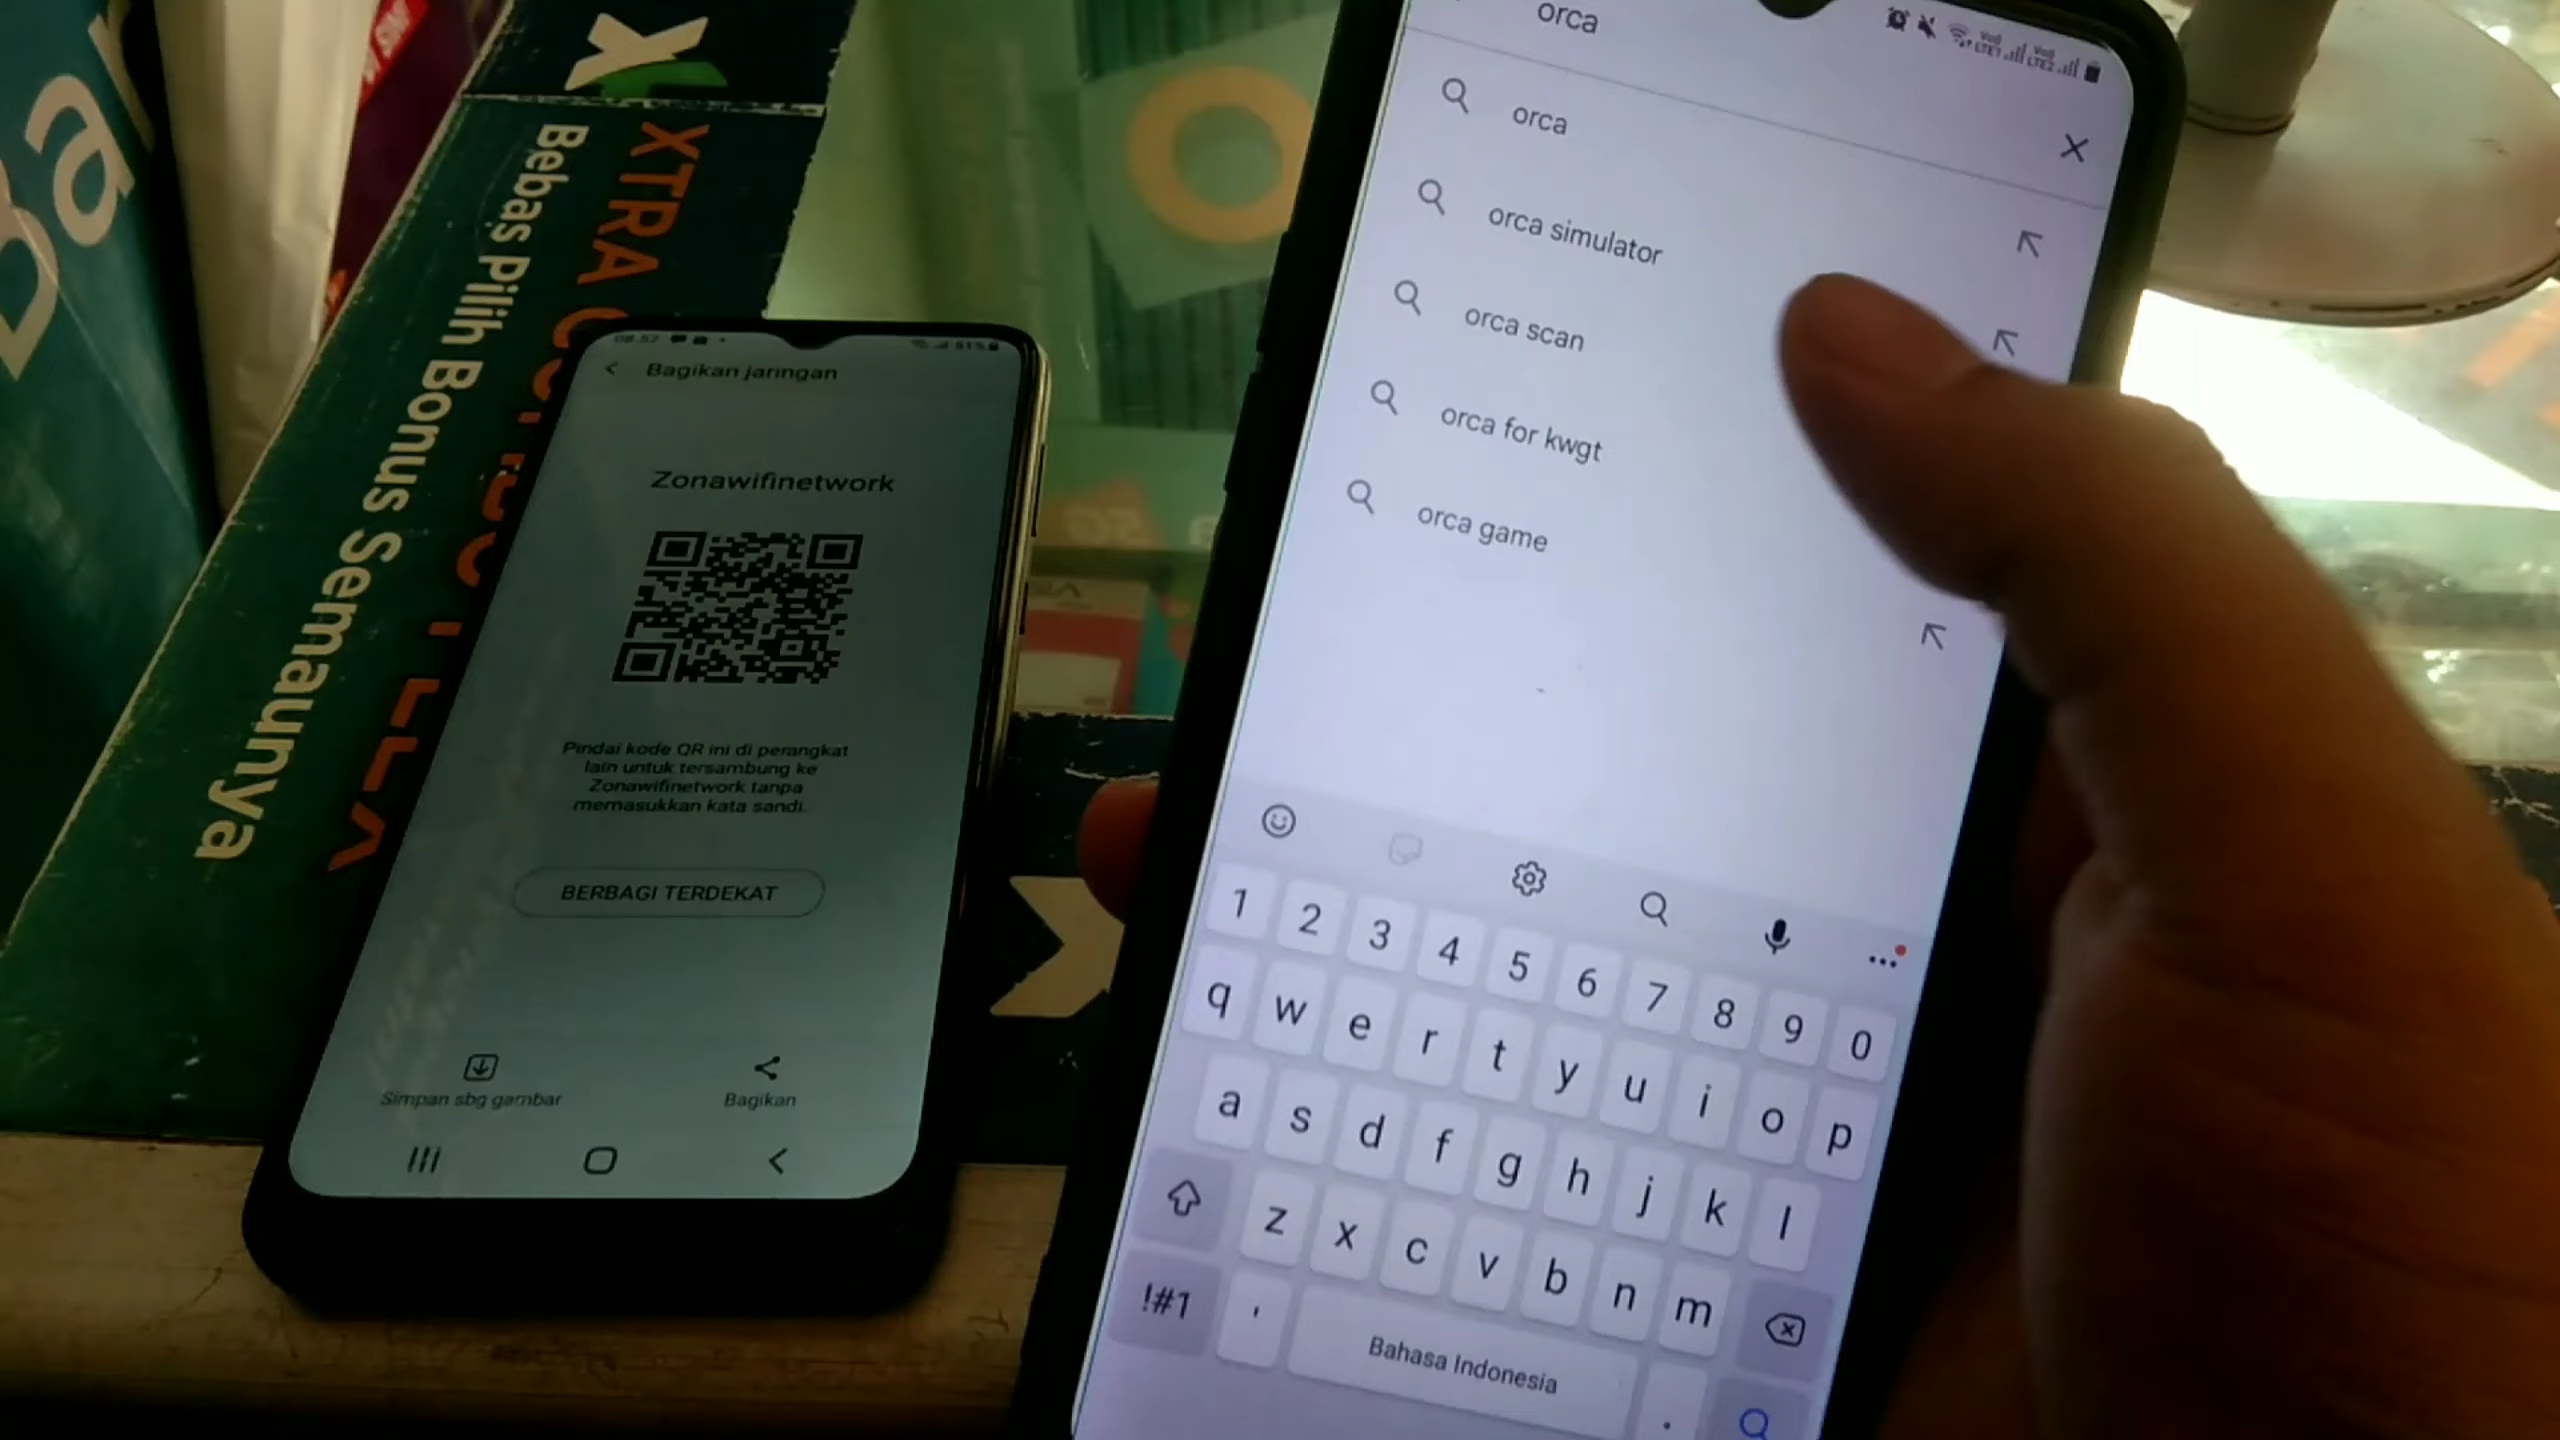 XTRA
Bebas Pilih Bonus Semaunya
Bagikan jaringan
Zonawifinetwork
Pindai kode QR ini di perangkat
lain untuk tersambung ke
Zonawifinetwork tanpa
memasukkan kata sandi.
BERBAGI TERDEKAT
Simpan sbg gambar
Bagikan
orca
orca
orca simulator
orca scan
orca for kwgt
orca game
1 2 3 4 5 6 7 8 9 0
q w e r t y u i o p
a s d f g h j k l
z x c v b n m
!#1 ' Bahasa Indonesia .
5G